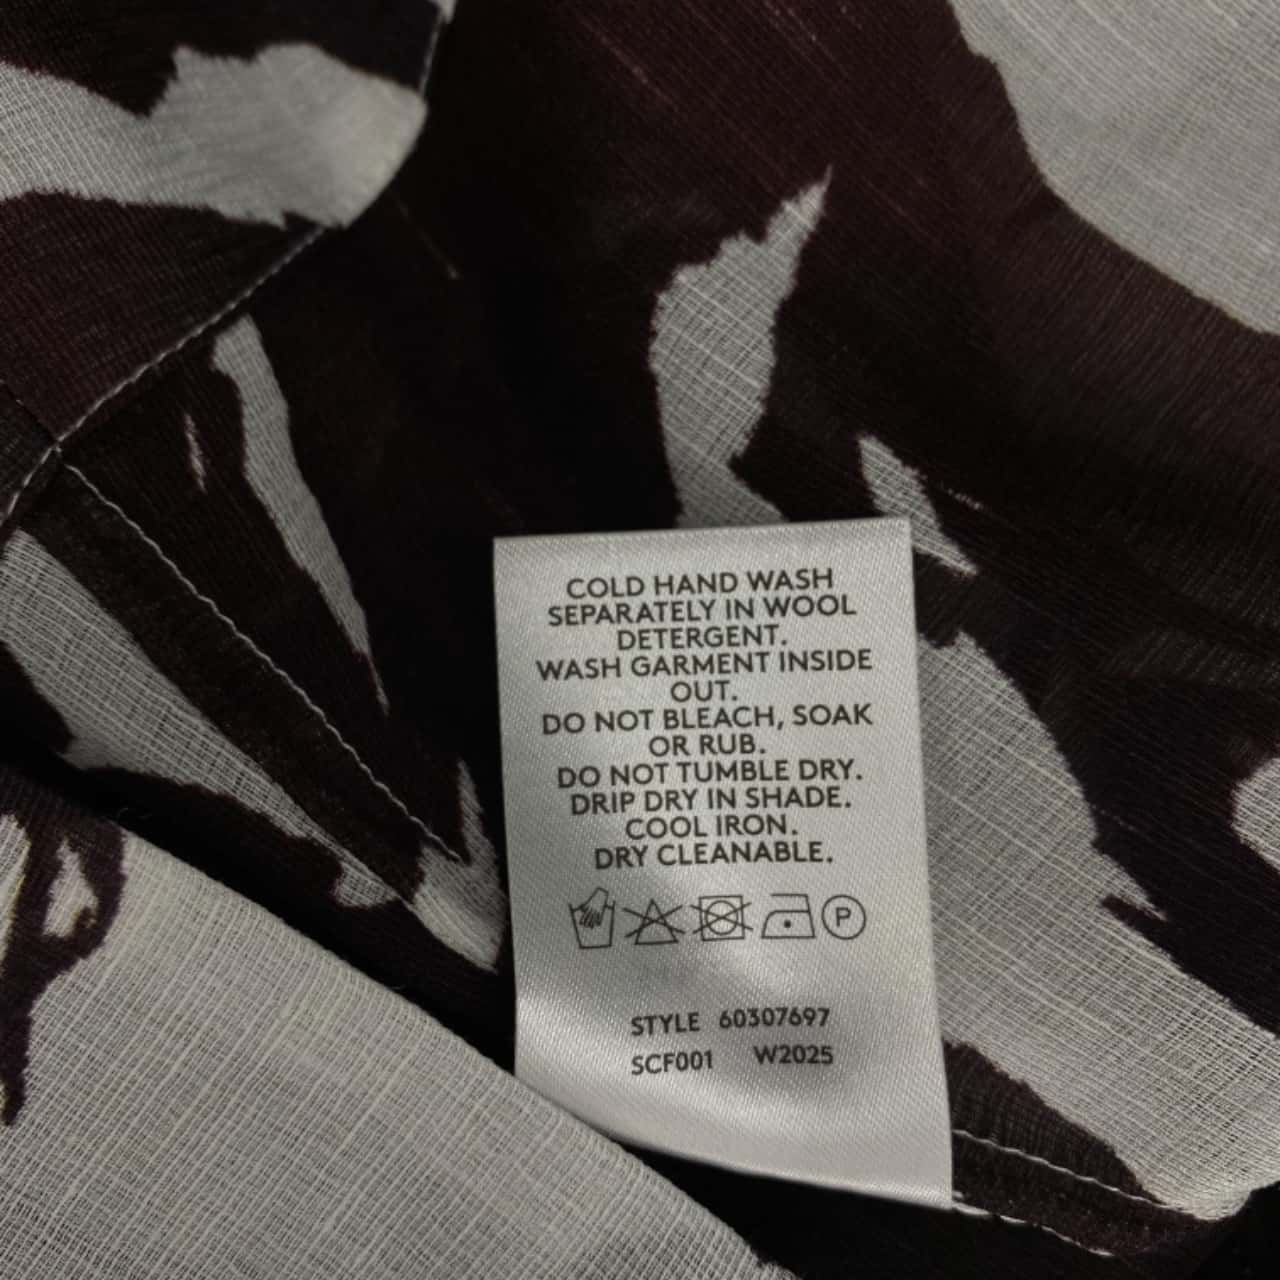 COLD HAND WASH
SEPARATELY IN WOOL
DETERGENT.
WASH GARMENT INSIDE
OUT.
DO NOT BLEACH, SOAK
OR RUB.
DO NOT TUMBLE DRY.
DRIP DRY IN SHADE.
COOL IRON.
DRY CLEANABLE.
P
STYLE 60307697
SCF001 W2025